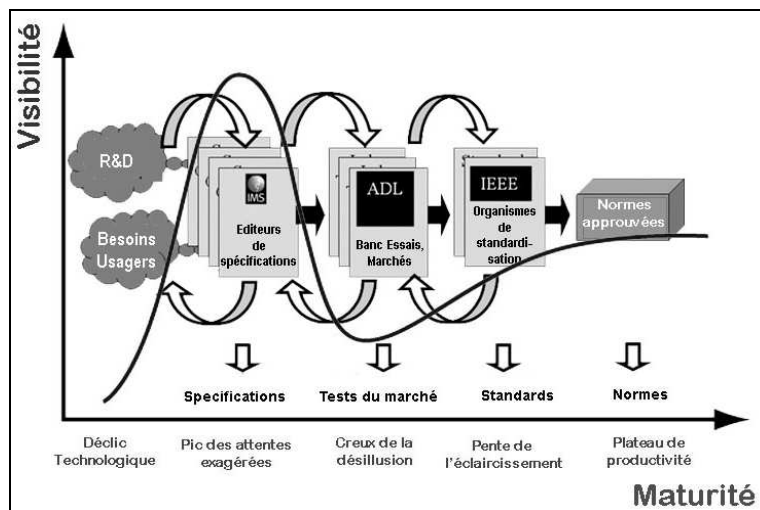 Visibilité
R&D
Besoins
Usagers
IMS
Editeurs
de
spécifications
ADL
Banc Essais,
Marchés
IEEE
Organismes
de
standardi-
sation
Normes
approuvées
Specifications
Tests du marché
Standards
Normes
Déclic
Technologique
Pic des attentes
exagérées
Creux de la
désillusion
Pente de
l'éclaircissement
Plateau de
productivité
Maturité